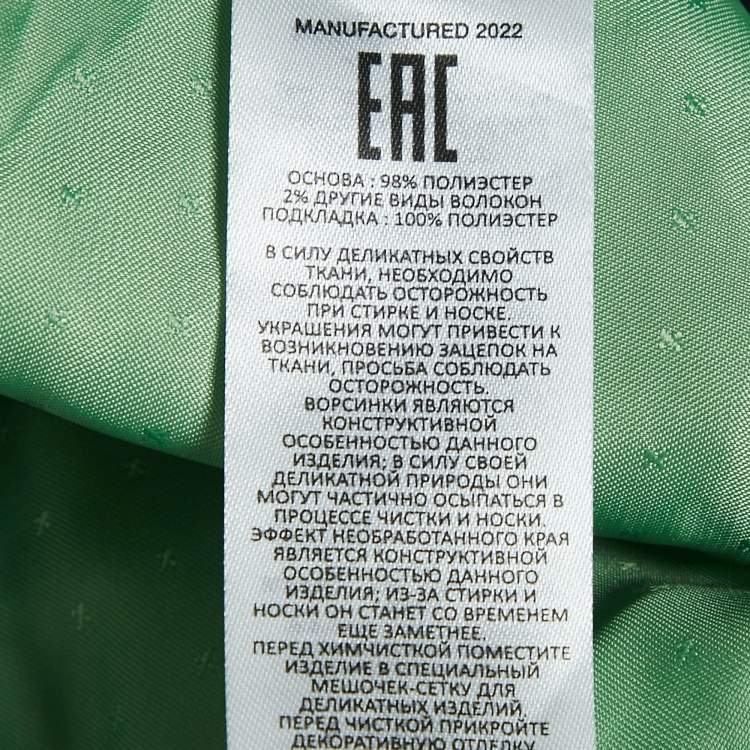 MANUFACTURED 2022
EAC
ОСНОВА : 98% ПОЛИЭСТЕР
2% ДРУГИЕ ВИДЫ ВОЛОКОН
ПОДКЛАДКА : 100% ПОЛИЭСТЕР
В СИЛУ ДЕЛИКАТНЫХ СВОЙСТВ
ТКАНИ, НЕОБХОДИМО
СОБЛЮДАТЬ ОСТОРОЖНОСТЬ
ПРИ СТИРКЕ И НОСКЕ.
УКРАШЕНИЯ МОГУТ ПРИВЕСТИ К
ВОЗНИКНОВЕНИЮ ЗАЦЕПОК НА
ТКАНИ, ПРОСЬБА СОБЛЮДАТЬ
ОСТОРОЖНОСТЬ.
ВОРСИНКИ ЯВЛЯЮТСЯ
КОНСТРУКТИВНОЙ
ОСОБЕННОСТЬЮ ДАННОГО
ИЗДЕЛИЯ; В СИЛУ СВОЕЙ
ДЕЛИКАТНОЙ ПРИРОДЫ ОНИ
МОГУТ ЧАСТИЧНО ОСЫПАТЬСЯ В
ПРОЦЕССЕ ЧИСТКИ И НОСКИ.
ЭФФЕКТ НЕОБРАБОТАННОГО КРАЯ
ЯВЛЯЕТСЯ КОНСТРУКТИВНОЙ
ОСОБЕННОСТЬЮ ДАННОГО
ИЗДЕЛИЯ; ИЗ-ЗА СТИРКИ И
НОСКИ ОН СТАНЕТ СО ВРЕМЕНЕМ
ЕЩЕ ЗАМЕТНЕЕ.
ПЕРЕД ХИМЧИСТКОЙ ПОМЕСТИТЕ
ИЗДЕЛИЕ В СПЕЦИАЛЬНЫЙ
МЕШОЧЕК-СЕТКУ ДЛЯ
ДЕЛИКАТНЫХ ИЗДЕЛИЙ,
ПЕРЕД ЧИСТКОЙ ПРИКРОЙТЕ
ДЕКОРАТИВНУЮ ОТДЕЛКУ